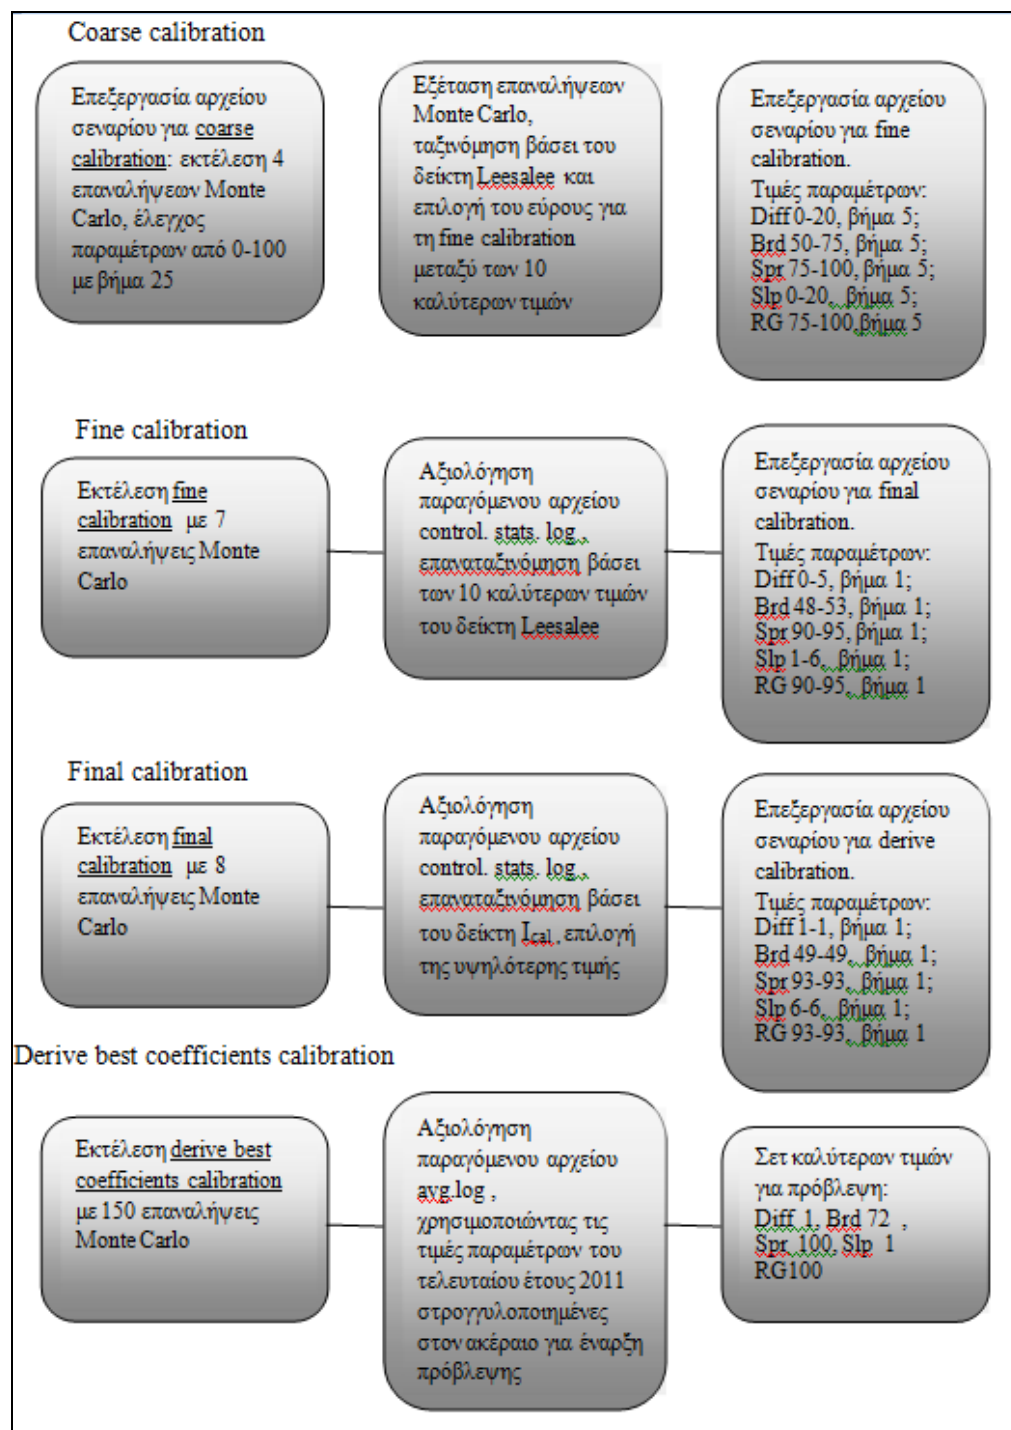 Coarse calibration
Επεξεργασία αρχείου
σεναρίου για coarse
calibration: εκτέλεση 4
επαναλήψεων Monte
Carlo, έλεγχος
παραμέτρων από 0-100
με βήμα 25
Εξέταση επαναλήψεων
Monte Carlo,
ταξινόμηση βάσει του
δείκτη Leesalee και
επιλογή του εύρους για
τη fine calibration
μεταξύ των 10
καλύτερων τιμών
Επεξεργασία αρχείου
σεναρίου για fine
calibration.
Τιμές παραμέτρων:
Diff 0-20, βήμα 5;
Brd 50-75, βήμα 5;
Spr 75-100, βήμα 5;
Slp 0-20, βήμα 5;
RG 75-100,βήμα 5
Fine calibration
Εκτέλεση fine
calibration με 7
επαναλήψεις Monte
Carlo
Αξιολόγηση
παραγόμενου αρχείου
control. stats. log ,
επαναταξινόμηση βάσει
των 10 καλύτερων τιμών
του δείκτη Leesalee
Επεξεργασία αρχείου
σεναρίου για final
calibration.
Τιμές παραμέτρων:
Diff 0-5, βήμα 1;
Brd 48-53, βήμα 1;
Spr 90-95, βήμα 1;
Slp 1-6, βήμα 1;
RG 90-95, βήμα 1
Final calibration
Εκτέλεση final
calibration με 8
επαναλήψεις Monte
Carlo
Αξιολόγηση
παραγόμενου αρχείου
control. stats. log ,
επαναταξινόμηση βάσει
του δείκτη Ical , επιλογή
της υψηλότερης τιμής
Επεξεργασία αρχείου
σεναρίου για derive
calibration.
Τιμές παραμέτρων:
Diff 1-1, βήμα 1;
Brd 49-49, βήμα 1;
Spr 93-93, βήμα 1;
Slp 6-6, βήμα 1;
RG 93-93, βήμα 1
Derive best coefficients calibration
Εκτέλεση derive best
coefficients calibration
με 150 επαναλήψεις
Monte Carlo
Αξιολόγηση
παραγόμενου αρχείου
avg.log ,
χρησιμοποιώντας τις
τιμές παραμέτρων του
τελευταίου έτους 2011
στρογγυλοποιημένες
στον ακέραιο για έναρξη
πρόβλεψης
Σετ καλύτερων τιμών
για πρόβλεψη:
Diff 1, Brd 72 ,
Spr 100, Slp 1
RG100